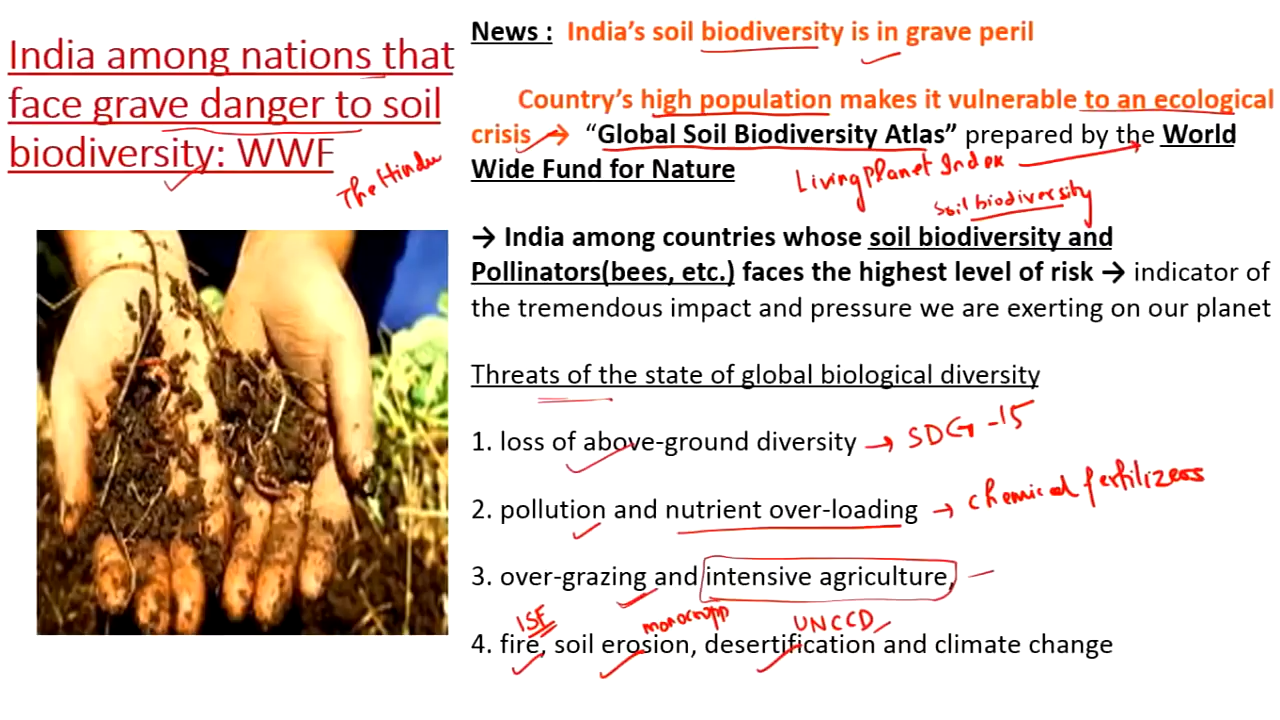 India among nations that
face grave danger to soil
biodiversity: WWF
The Hindu
News : India's soil biodiversity is in grave peril
Country's high population makes it vulnerable to an ecological
crisis → “Global Soil Biodiversity Atlas” prepared by the World
Wide Fund for Nature
Living Planet Index
Soil biodiversity
→ India among countries whose soil biodiversity and
Pollinators(bees, etc.) faces the highest level of risk → indicator of
the tremendous impact and pressure we are exerting on our planet
Threats of the state of global biological diversity
1. loss of above-ground diversity → SDG -15
2. pollution and nutrient over-loading → chemical fertilizers
3. over-grazing and intensive agriculture,
monocropp UNCCD
4. fire, soil erosion, desertification and climate change